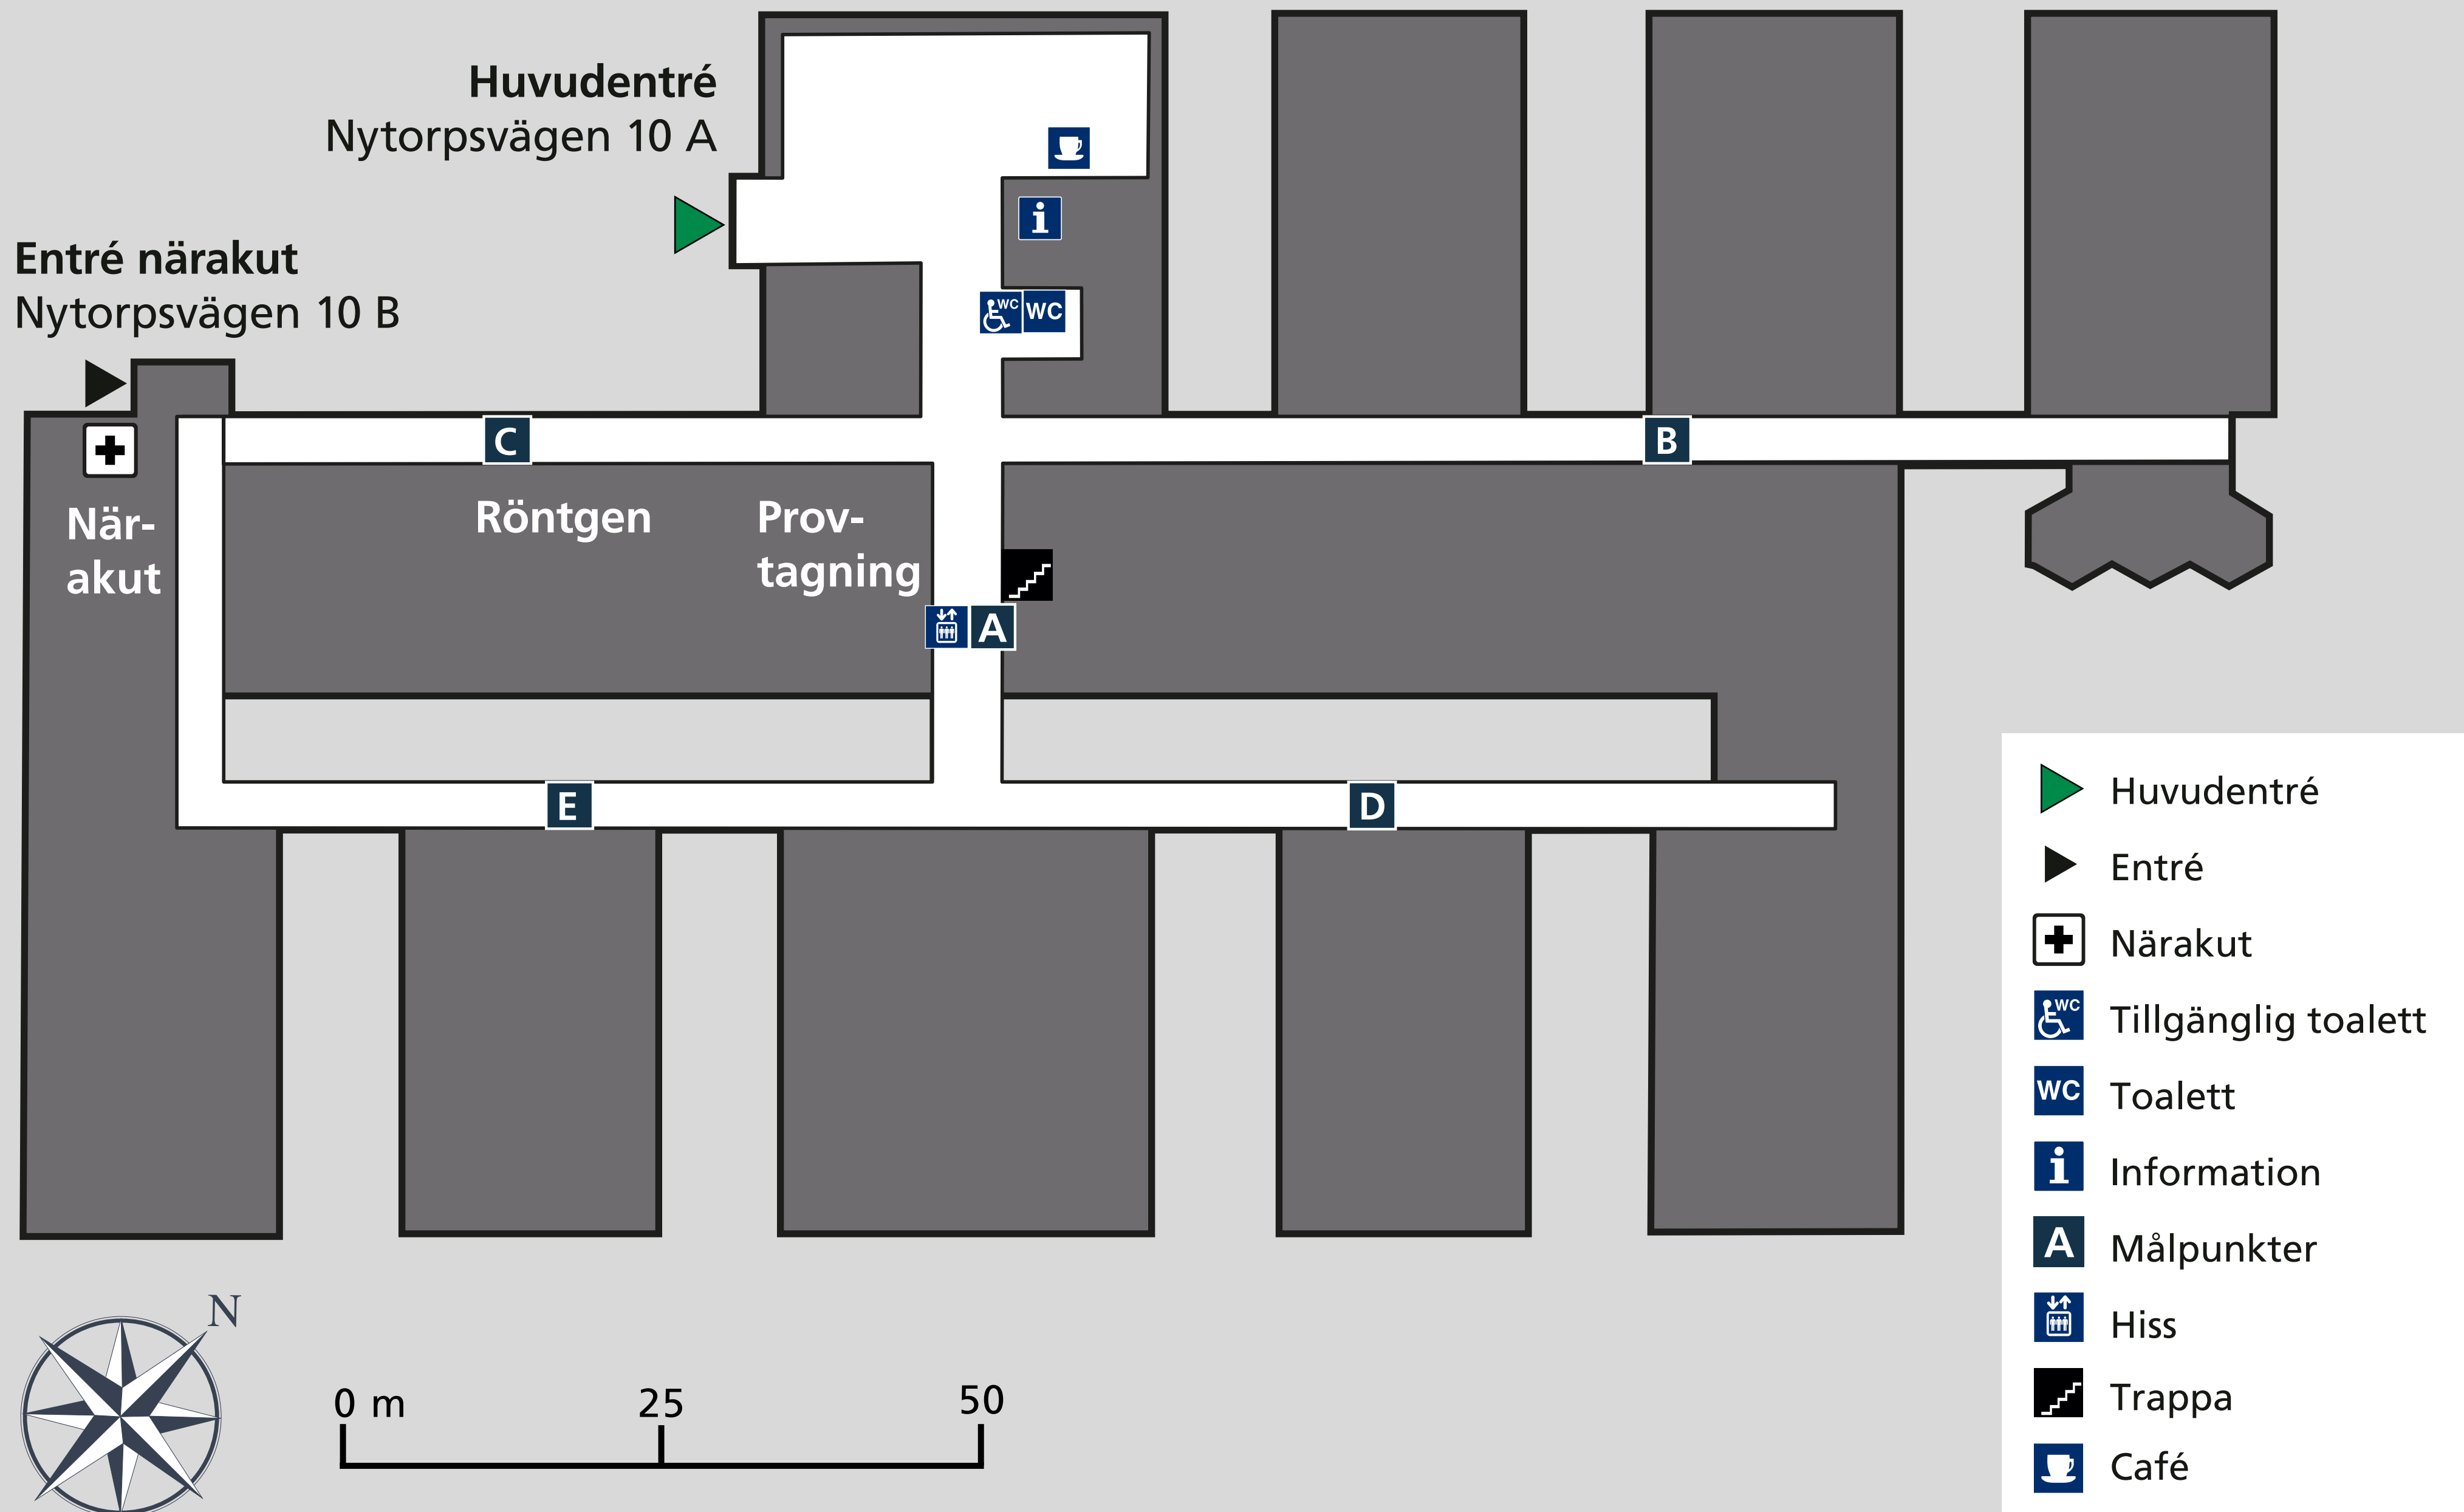 Huvudentré
Nytorpsvägen 10 A
Entré närakut
Nytorpsvägen 10 B
WC
WC
C
B
När-
akut
Röntgen
Prov-
tagning
A
E
D
Huvudentré
Entré
Närakut
WC
Tillgänglig toalett
WC
Toalett
i
Information
A
Målpunkter
Hiss
Trappa
Café
N
0 m
25
50